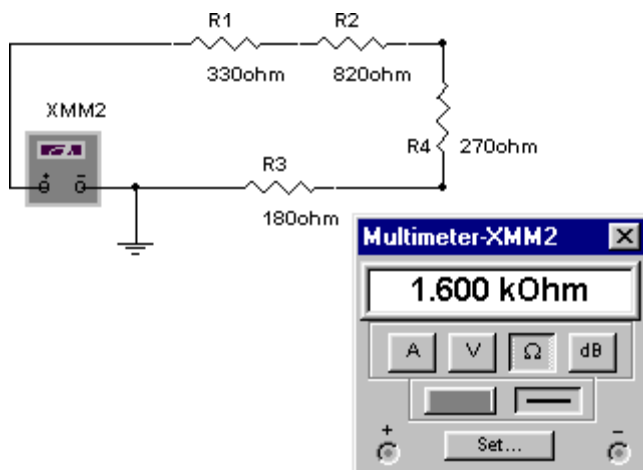 R1 R2
330ohm 820ohm
XMM2
R4 270ohm
R3
180ohm
+ −
Multimeter-XMM2
1.600 kOhm
A V Ω dB
+ −
Set...